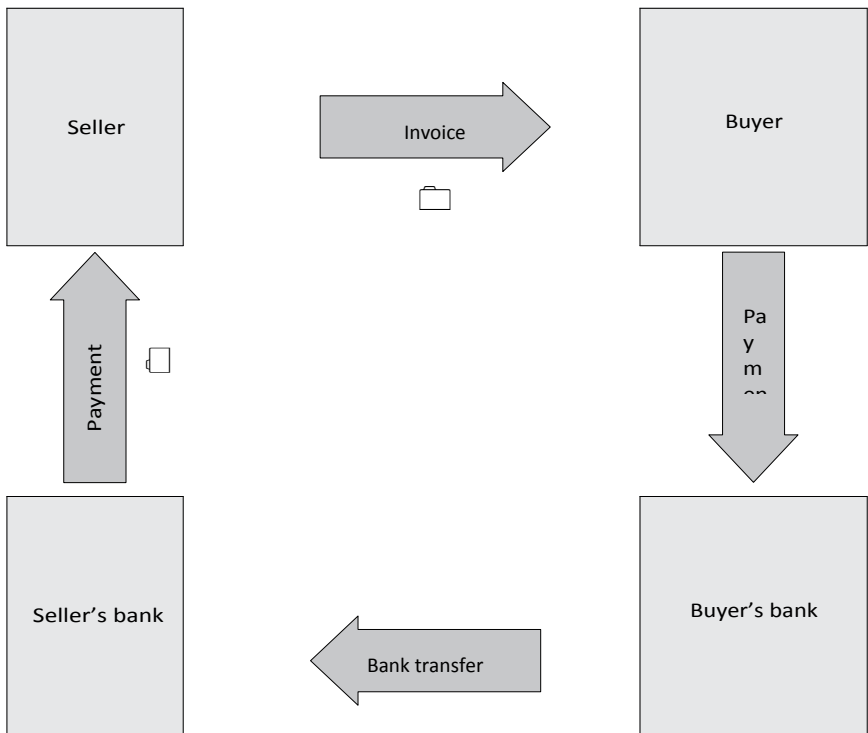 Seller
Invoice
Buyer
Payment
Pa
y
m
Seller’s bank
Bank transfer
Buyer’s bank